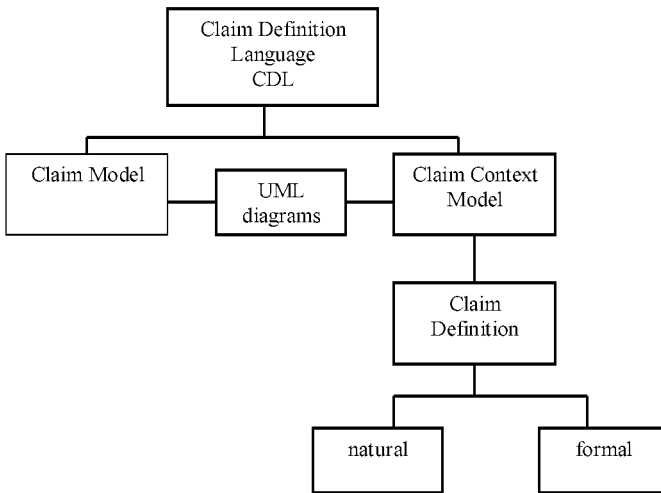 Claim Definition
Language
CDL
Claim Model
UML
diagrams
Claim Context
Model
Claim
Definition
natural
formal